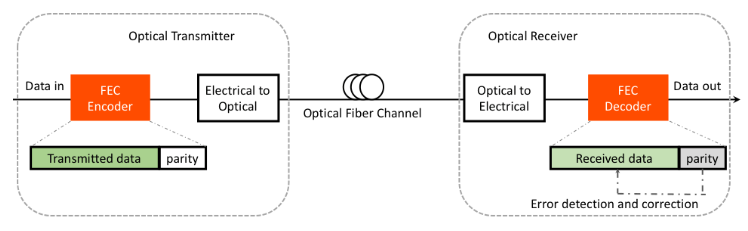 Optical Transmitter
Optical Receiver
Data in
FEC
Encoder
Electrical to
Optical
Optical Fiber Channel
Optical to
Electrical
FEC
Decoder
Data out
Transmitted data
parity
Received data
parity
Error detection and correction